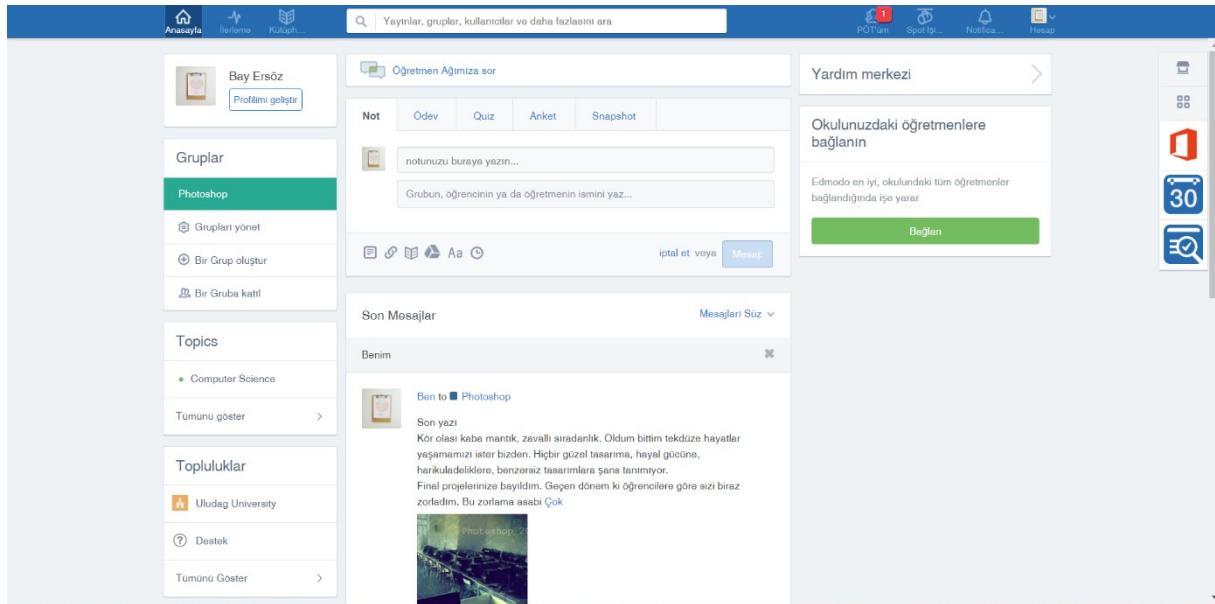 Anasayfa
İlerleme
Kütüph...
Yayınlar, gruplar, kullanıcılar ve daha fazlasını ara
1
POT'um
Spot Işı...
Notifica...
Hesap
Bay Ersöz
Profilimi geliştir
Gruplar
Photoshop
Grupları yönet
Bir Grup oluştur
Bir Gruba katıl
Topics
Computer Science
Tümünü göster
Topluluklar
Uludag University
Destek
Tümünü Göster
Öğretmen Ağımıza sor
Not
Ödev
Quiz
Anket
Snapshot
notunuzu buraya yazın...
Grubun, öğrencinin ya da öğretmenin ismini yaz...
Aa
iptal et veya Mesaj
Son Mesajlar
Mesajları Süz
Benim
Ben to Photoshop
Son yazı
Kör olası kaba mantık, zavallı sıradanlık. Oldum bittim tekdüze hayatlar
yaşamamızı ister bizden. Hiçbir güzel tasarıma, hayal gücüne,
harikuladeliklere, benzersiz tasarımlara şans tanımıyor.
Final projelerinize bayıldım. Geçen dönem ki öğrencilere göre sizi biraz
zorladım. Bu zorlama asabi Çok
Photoshop 20
Yardım merkezi
Okulunuzdaki öğretmenlere
bağlanın
Edmodo en iyi, okulundaki tüm öğretmenler
bağlandığında işe yarar
Bağlan
30